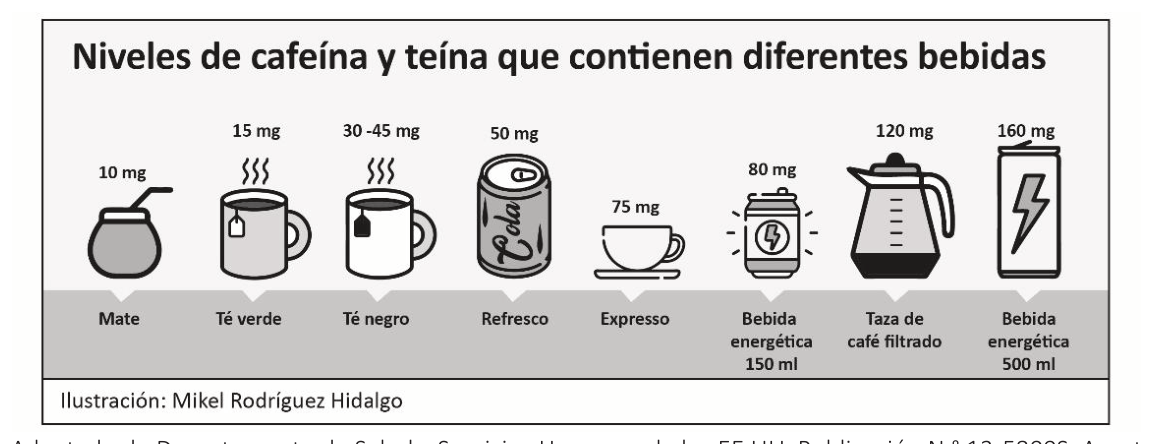 Niveles de cafeína y teína que contienen diferentes bebidas
10 mg
15 mg
30 -45 mg
50 mg
75 mg
80 mg
120 mg
160 mg
Cola
Mate
Té verde
Té negro
Refresco
Expresso
Bebida
energética
150 ml
Taza de
café filtrado
Bebida
energética
500 ml
Ilustración: Mikel Rodríguez Hidalgo